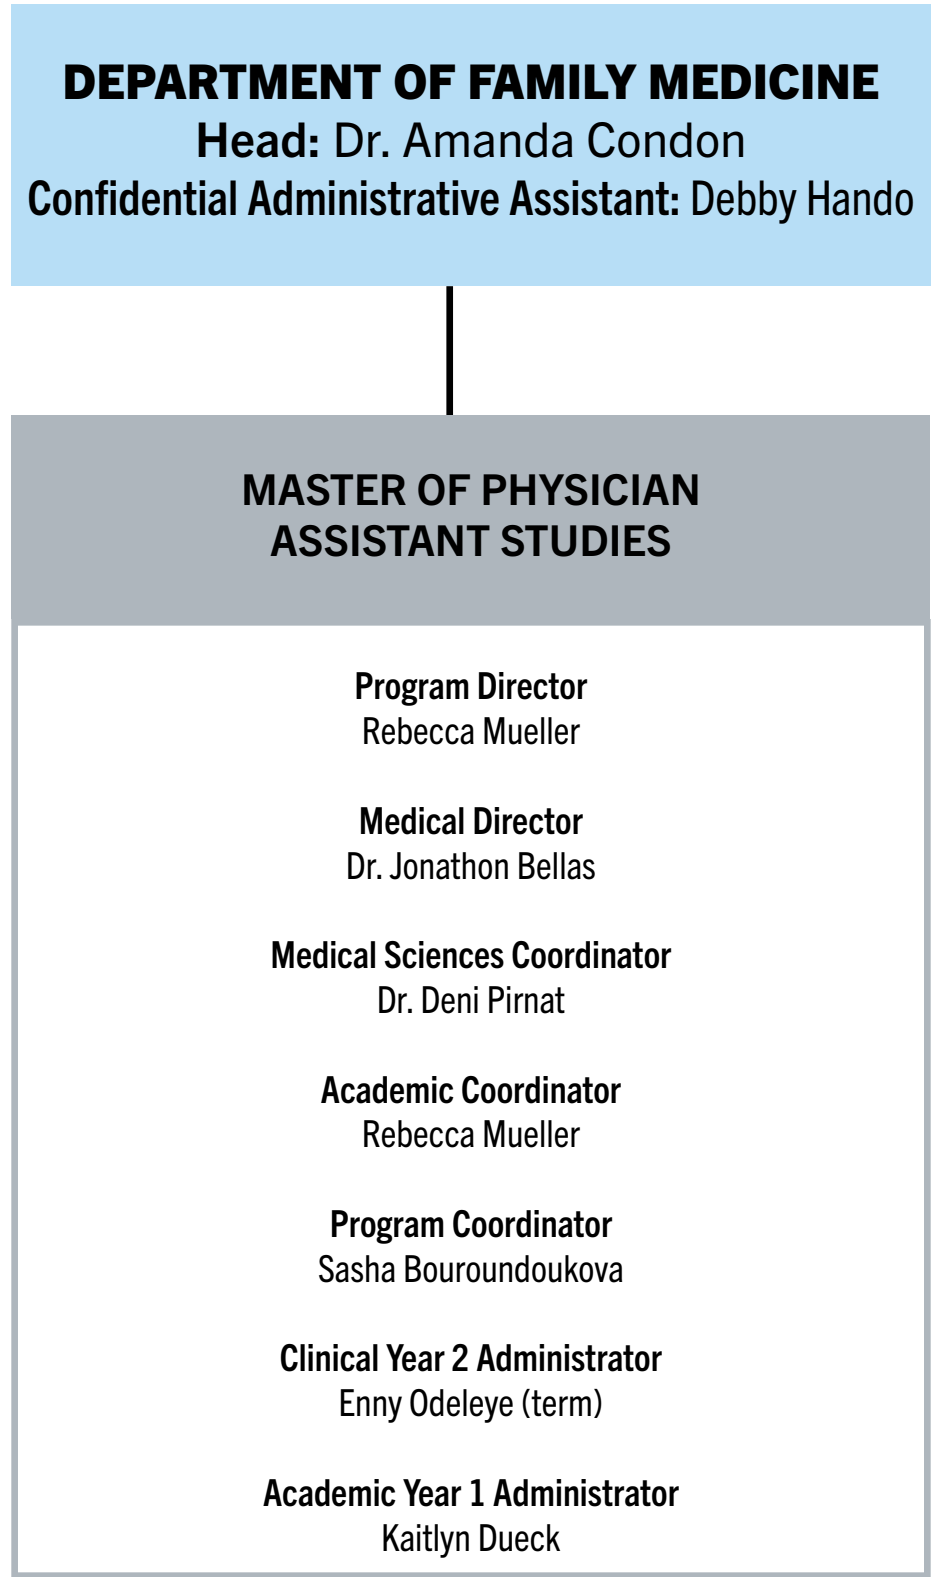 DEPARTMENT OF FAMILY MEDICINE
Head: Dr. Amanda Condon
Confidential Administrative Assistant: Debby Hando
MASTER OF PHYSICIAN
ASSISTANT STUDIES
Program Director
Rebecca Mueller
Medical Director
Dr. Jonathon Bellas
Medical Sciences Coordinator
Dr. Deni Pirnat
Academic Coordinator
Rebecca Mueller
Program Coordinator
Sasha Bouroundoukova
Clinical Year 2 Administrator
Enny Odeleye (term)
Academic Year 1 Administrator
Kaitlyn Dueck